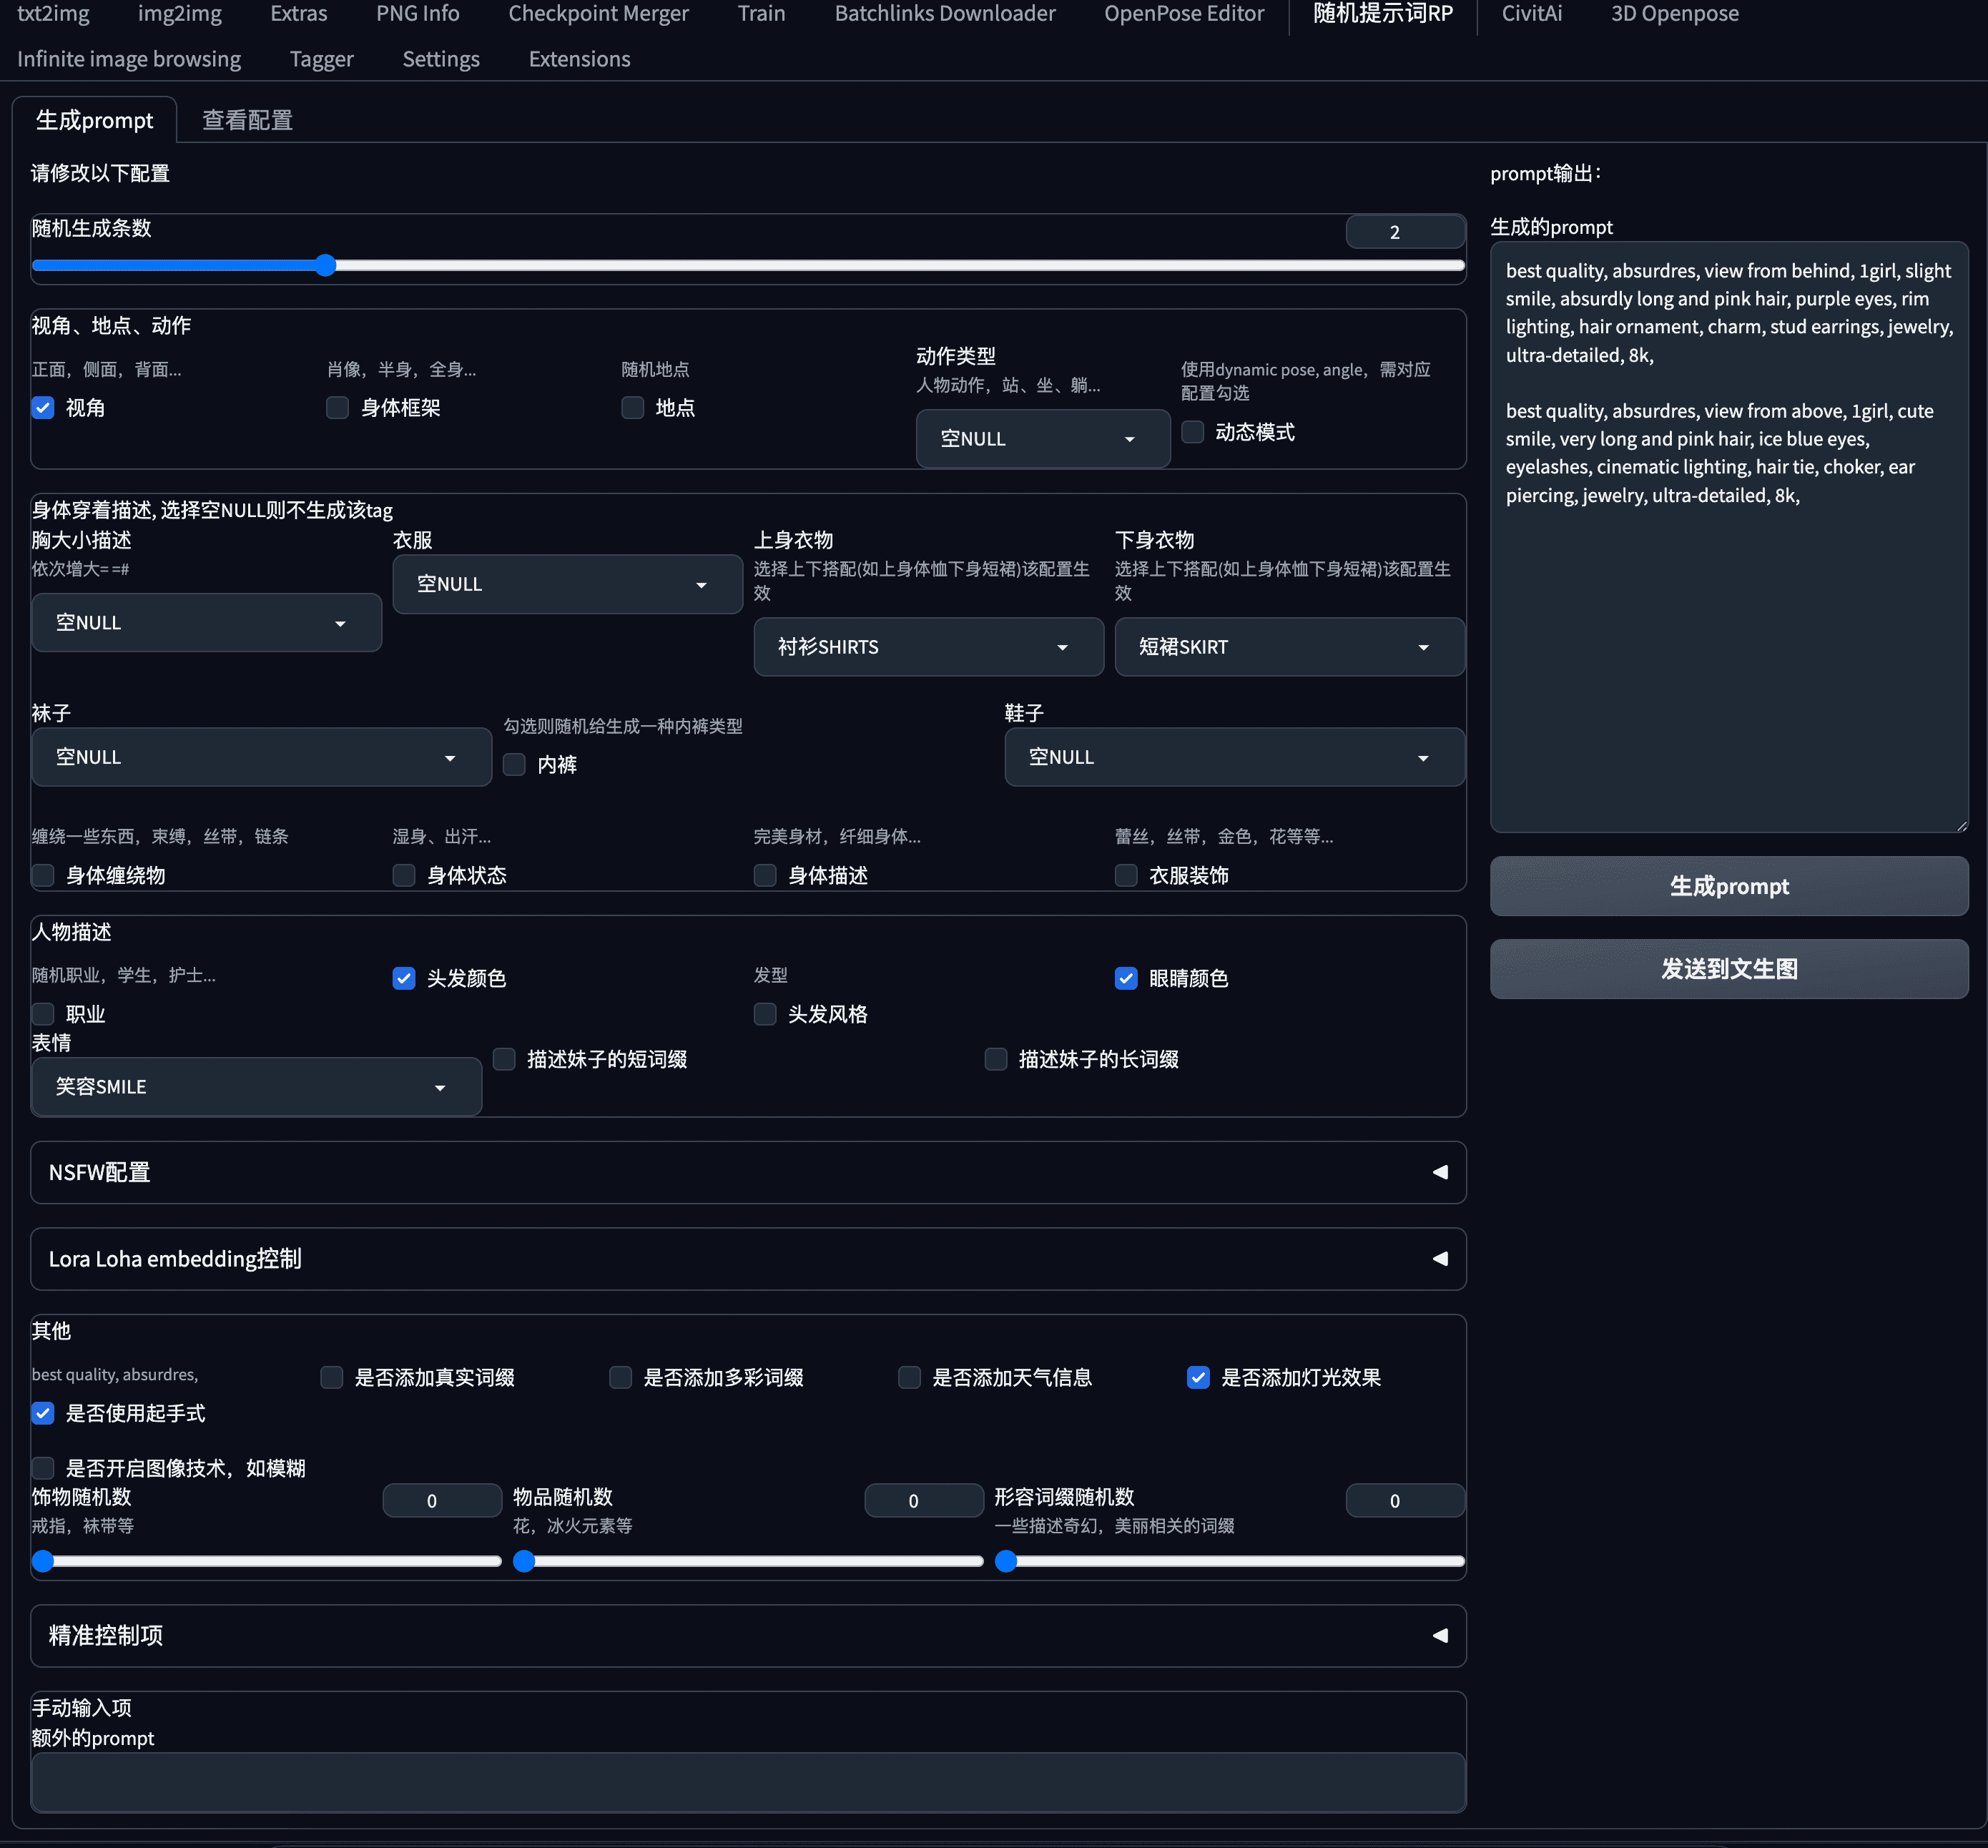 txt2img img2img Extras PNG Info Checkpoint Merger Train Batchlinks Downloader OpenPose Editor 随机提示词RP CivitAi 3D Openpose
Infinite image browsing Tagger Settings Extensions
生成prompt 查看配置
请修改以下配置
随机生成条数 2
视角、地点、动作
正面，侧面，背面...
视角
肖像，半身，全身...
身体框架
随机地点
地点
动作类型
人物动作，站、坐、躺...
空NULL
使用dynamic pose, angle，需对应
配置勾选
动态模式
身体穿着描述, 选择空NULL则不生成该tag
胸大小描述
依次增大= =#
空NULL
衣服
空NULL
上身衣物
选择上下搭配(如上身体恤下身短裙)该配置生
效
衬衫SHIRTS
下身衣物
选择上下搭配(如上身体恤下身短裙)该配置生
效
短裙SKIRT
袜子
空NULL
勾选则随机给生成一种内裤类型
内裤
鞋子
空NULL
缠绕一些东西，束缚，丝带，链条
身体缠绕物
湿身、出汗...
身体状态
完美身材，纤细身体...
身体描述
蕾丝，丝带，金色，花等等...
衣服装饰
人物描述
随机职业，学生，护士...
职业
头发颜色
发型
头发风格
眼睛颜色
表情
笑容SMILE
描述妹子的短词缀
描述妹子的长词缀
NSFW配置
Lora Loha embedding控制
其他
best quality, absurdres,
是否使用起手式
是否添加真实词缀
是否添加多彩词缀
是否添加天气信息
是否添加灯光效果
是否开启图像技术，如模糊
饰物随机数 0
戒指，袜带等
物品随机数 0
花，冰火元素等
形容词缀随机数 0
一些描述奇幻，美丽相关的词缀
精准控制项
手动输入项
额外的prompt
prompt输出：
生成的prompt
best quality, absurdres, view from behind, 1girl, slight
smile, absurdly long and pink hair, purple eyes, rim
lighting, hair ornament, charm, stud earrings, jewelry,
ultra-detailed, 8k,
best quality, absurdres, view from above, 1girl, cute
smile, very long and pink hair, ice blue eyes,
eyelashes, cinematic lighting, hair tie, choker, ear
piercing, jewelry, ultra-detailed, 8k,
生成prompt
发送到文生图